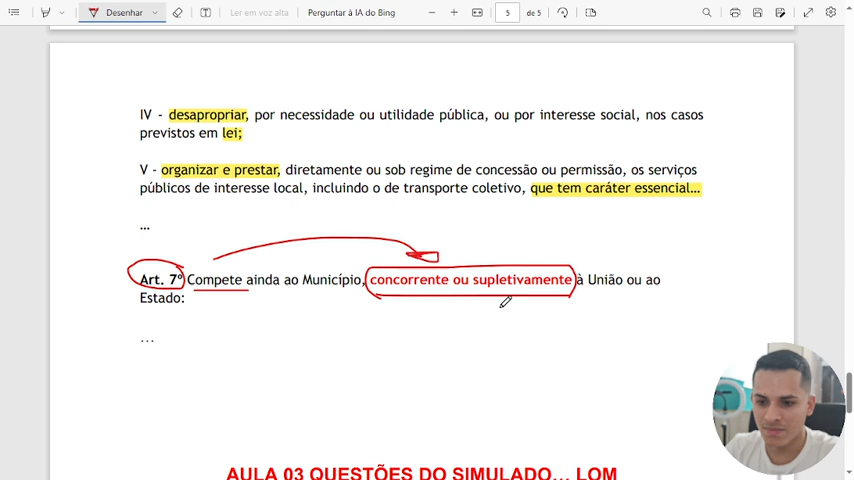 Desenhar
Ler em voz alta
Perguntar à IA do Bing
5
de 5
IV - desapropriar, por necessidade ou utilidade pública, ou por interesse social, nos casos
previstos em lei;
V - organizar e prestar, diretamente ou sob regime de concessão ou permissão, os serviços
públicos de interesse local, incluindo o de transporte coletivo, que tem caráter essencial...
...
Art. 7º Compete ainda ao Município, concorrente ou supletivamente à União ou ao
Estado:
...
AULA 03 QUESTÕES DO SIMULADO... LOM